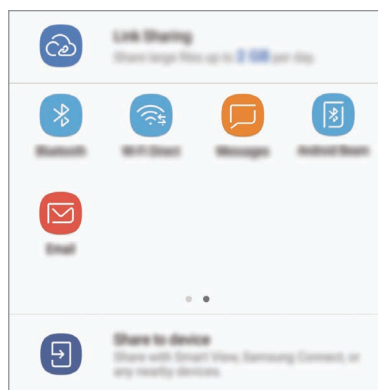 Link Sharing
Share large files up to 2 GB per day.
Bluetooth
Wi-Fi Direct
Messages
Android Beam
Email
Share to device
Share with Smart View, Samsung Connect, or
any nearby devices.